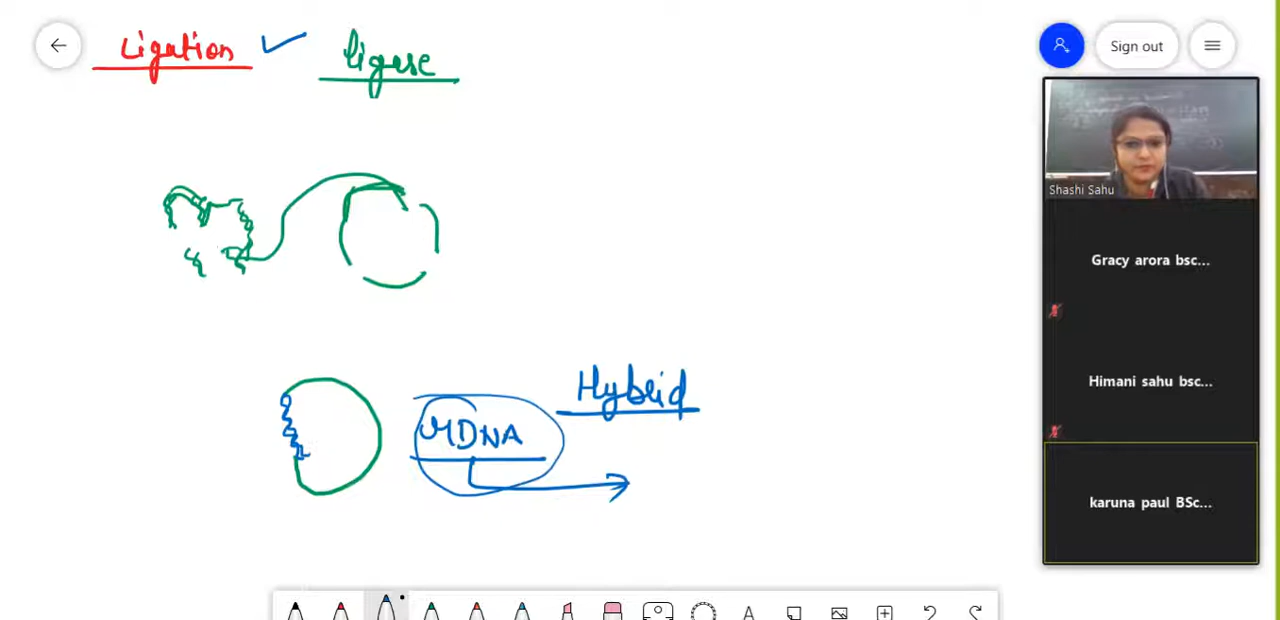 Ligation ligase
Sign out
Shashi Sahu
Gracy arora bsc...
Himani sahu bsc...
Hybrid
rDNA
karuna paul BSc...
A